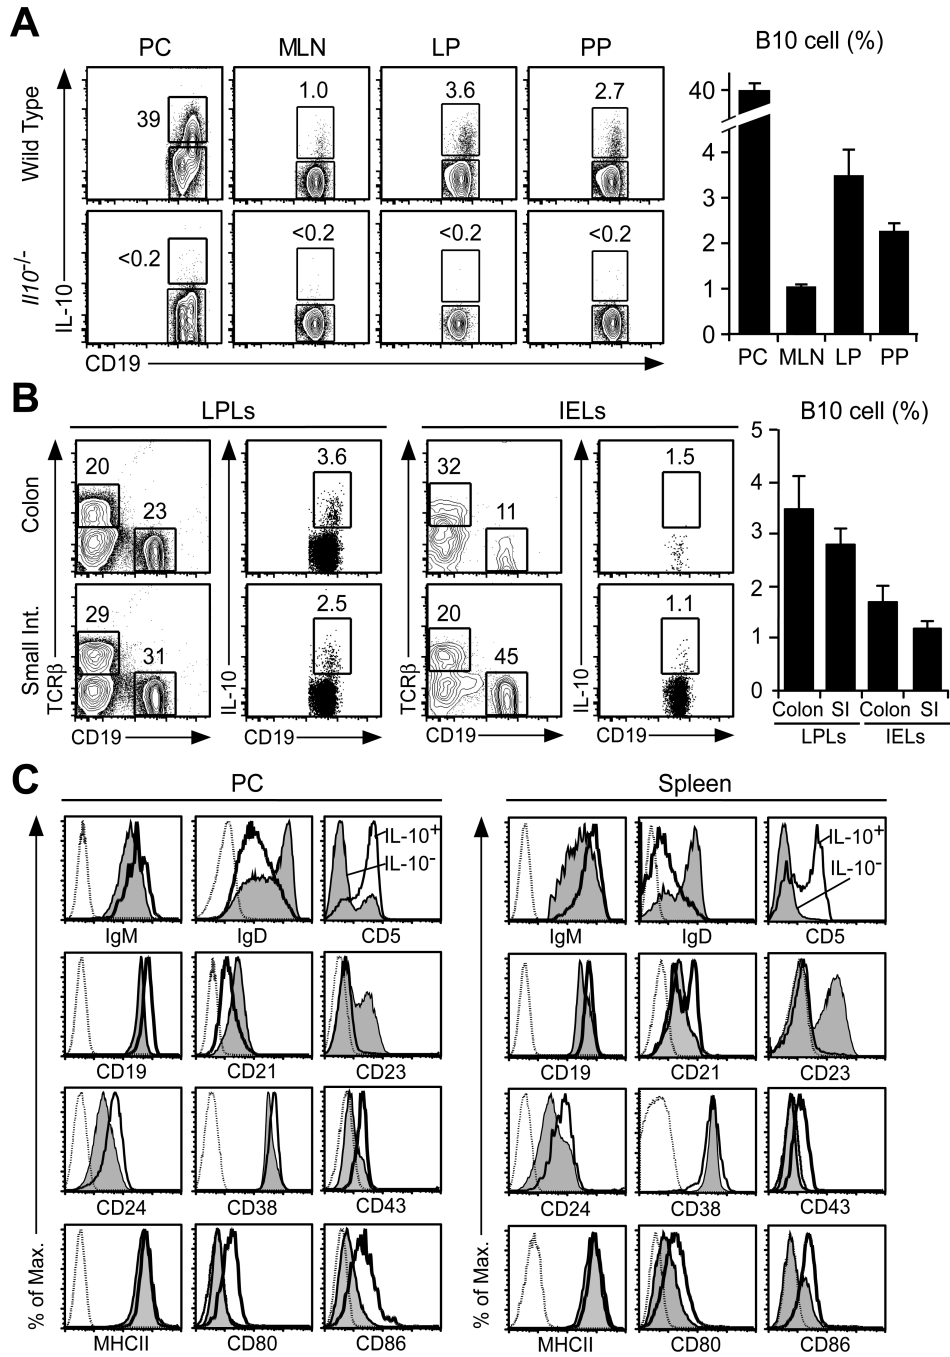 A
PC MLN LP PP
B10 cell (%)
Wild Type
Il10-/-
IL-10
39
1.0
3.6
2.7
<0.2
<0.2
<0.2
<0.2
CD19
40
4
3
2
1
0
PC MLN LP PP
B
LPLs
IELs
B10 cell (%)
Colon
Small Int.
20
23
3.6
32
11
1.5
29
31
2.5
20
45
1.1
TCRβ
IL-10
TCRβ
IL-10
CD19
CD19
CD19
CD19
5
4
3
2
1
0
Colon SI Colon SI
LPLs IELs
C
PC
Spleen
IL-10+
IL-10-
IL-10+
IL-10-
IgM IgD CD5
IgM IgD CD5
CD19 CD21 CD23
CD19 CD21 CD23
CD24 CD38 CD43
CD24 CD38 CD43
% of Max.
% of Max.
MHCII CD80 CD86
MHCII CD80 CD86